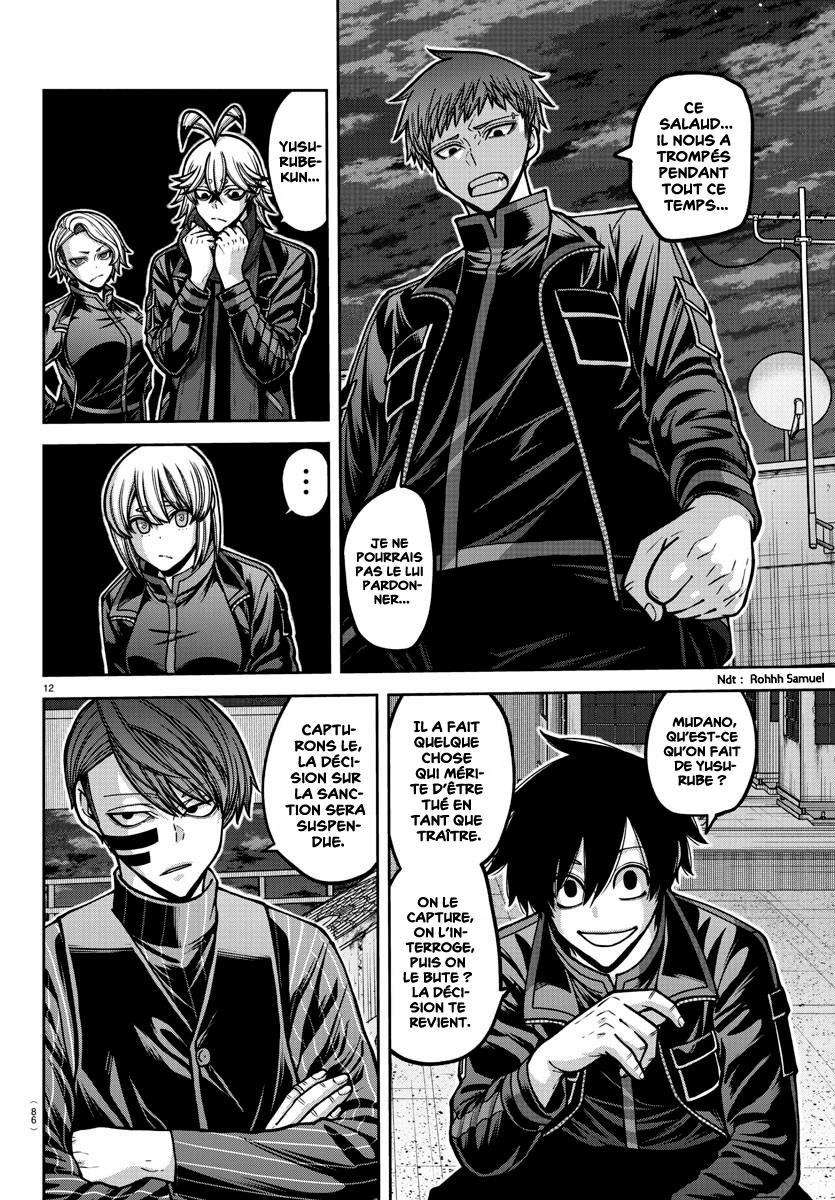 CE
SALAUD...
IL NOUS A
TROMPÉS
PENDANT
TOUT CE
TEMPS...
JE NE
POURRAIS
PAS LE LUI
PARDON-
NER...
YUSU-
RUBE-
KUN...
...
Ndt : Rohhh Samuel
12
MUDANO,
QU'EST-CE
QU'ON FAIT
DE YUSU-
RUBE ?
IL A FAIT
QUELQUE
CHOSE
QUI MÉRI-
TE D'ÊTRE
TUÉ EN
TANT QUE
TRAÎTRE.
ON LE
CAPTURE,
ON L'IN-
TERROGE,
PUIS ON
LE BUTE ?
LA DÉCI-
SION TE
REVIENT.
CAPTU-
RONS LE,
LA DÉCI-
SION SUR
LA SANC-
TION SERA
SUSPEN-
DUE.
(86)